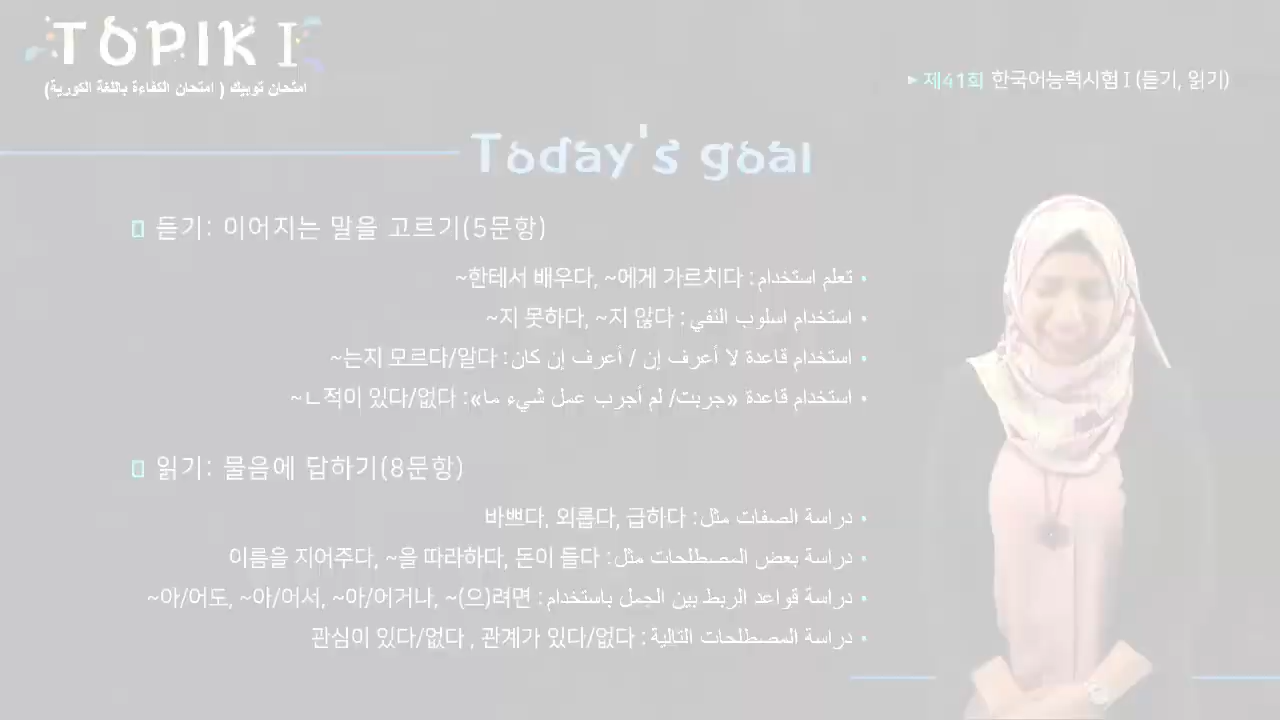 TOPIK I
امتحان توبيك ( امتحان الكفاءة باللغة الكورية)
▸ 제41회 한국어능력시험 I (듣기, 읽기)
Today's goal
듣기: 이어지는 말을 고르기(5문항)
• تعلم استخدام: ~한테서 배우다, ~에게 가르치다
• استخدام اسلوب النفي: ~지 못하다, ~지 않다
• استخدام قاعدة لا أعرف إن / أعرف إن كان: ~는지 모르다/알다
• استخدام قاعدة «جربت/ لم أجرب عمل شيء ما»: ~ㄴ적이 있다/없다
읽기: 물음에 답하기(8문항)
• دراسة الصفات مثل: 바쁘다, 외롭다, 급하다
• دراسة بعض المصطلحات مثل: 이름을 지어주다, ~을 따라하다, 돈이 들다
• دراسة قواعد الربط بين الجمل باستخدام: ~아/어도, ~아/어서, ~아/어거나, ~(으)려면
• دراسة المصطلحات التالية: 관심이 있다/없다 , 관계가 있다/없다